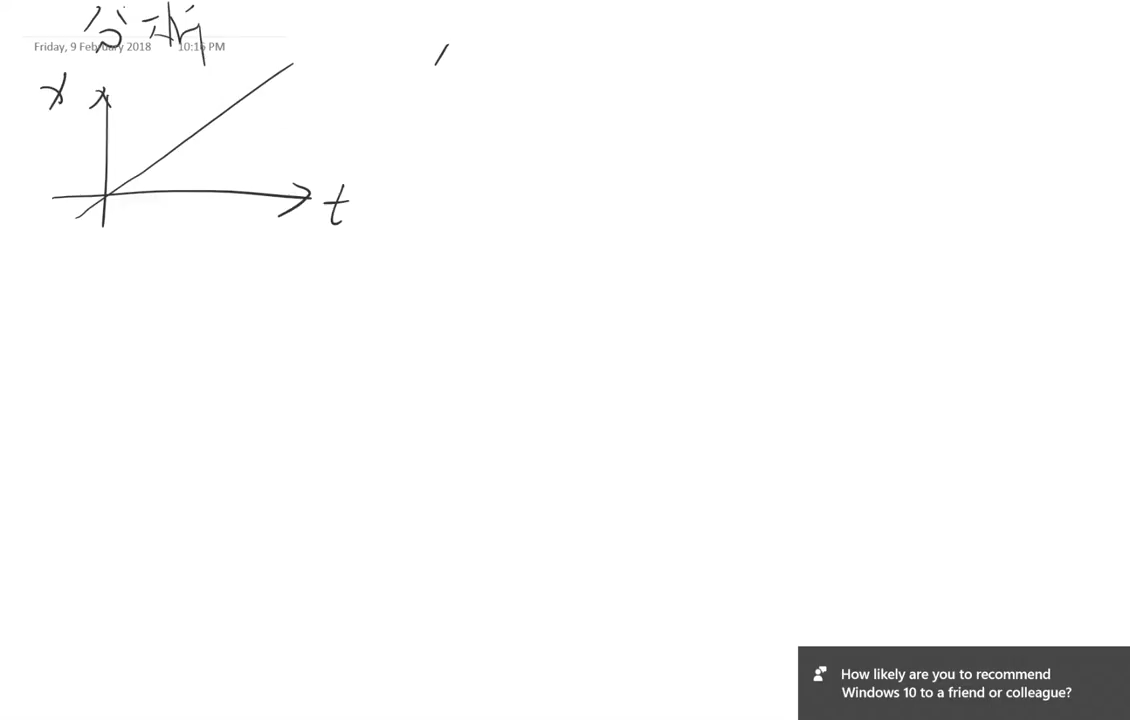 分析
Friday, 9 February 2018 10:16 PM
x
t
How likely are you to recommend
Windows 10 to a friend or colleague?